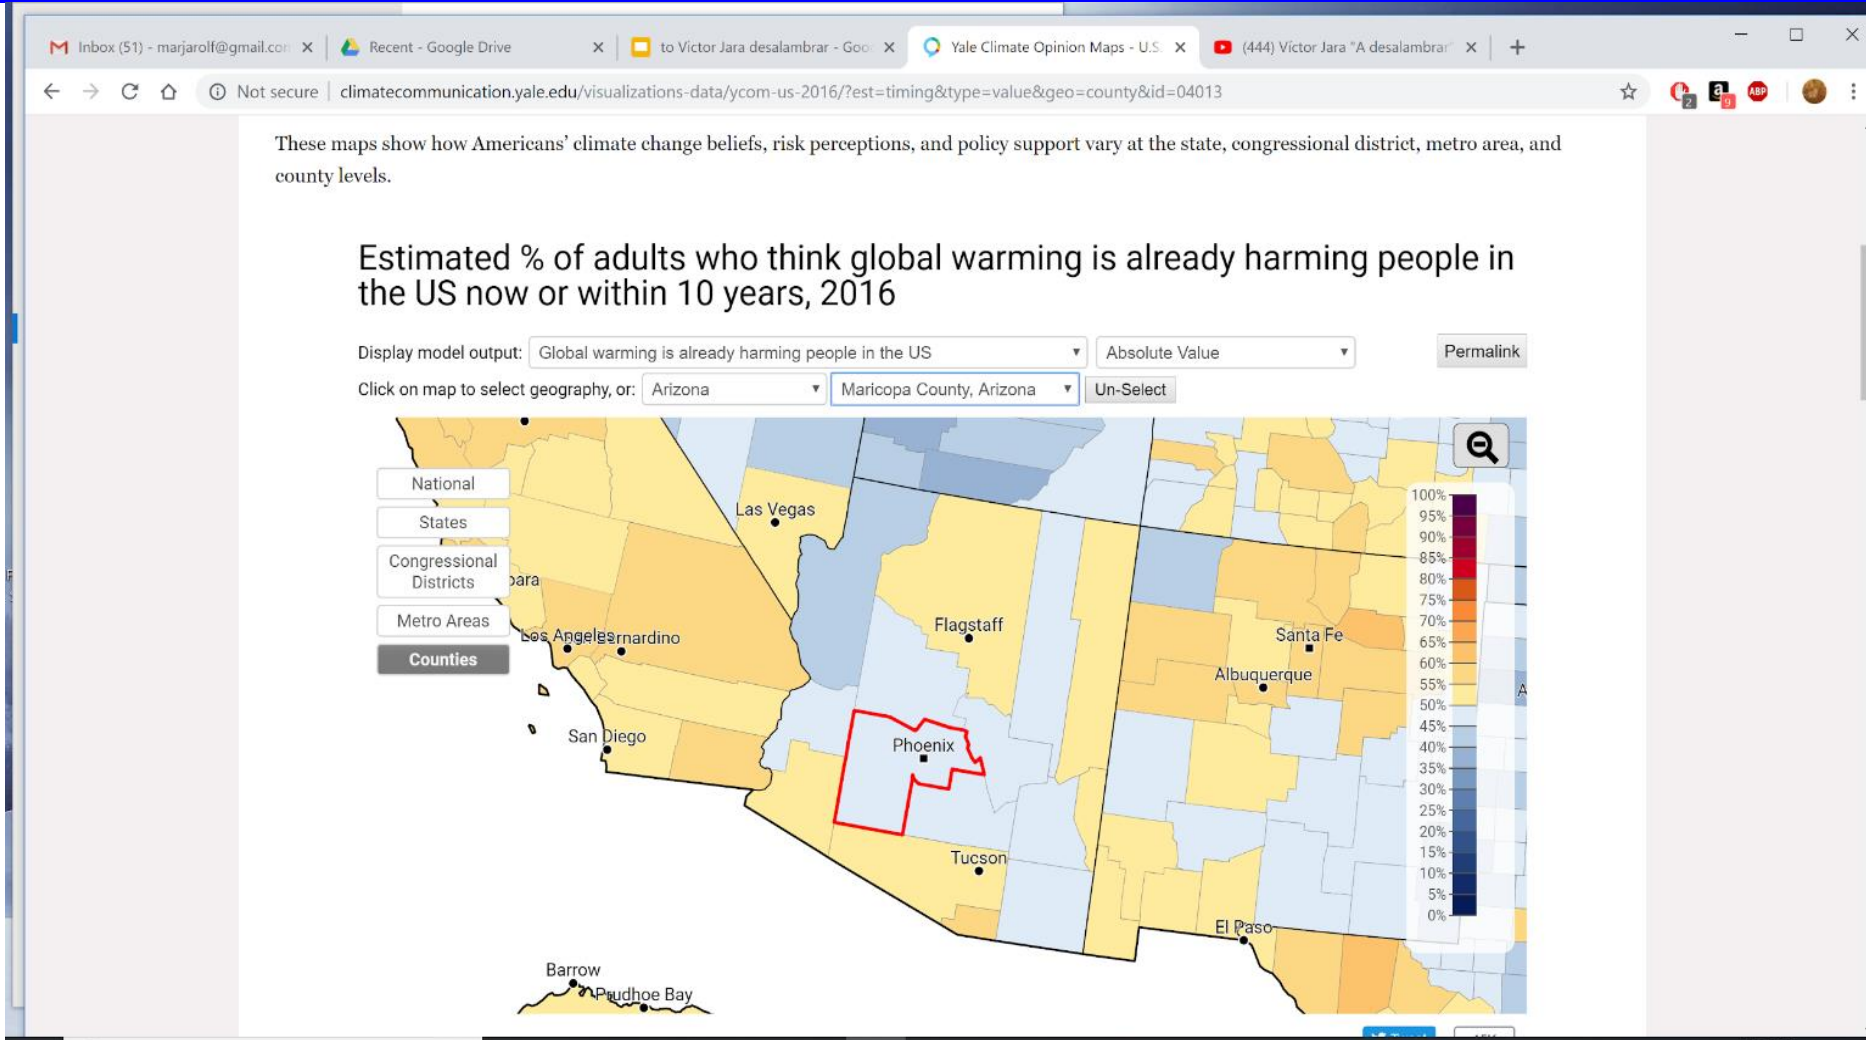 Inbox (51) - marjarolf@gmail.con
Recent - Google Drive
to Victor Jara desalambrar - Goo
Yale Climate Opinion Maps - U.S.
(444) Víctor Jara "A desalambrar"
Not secure | climatecommunication.yale.edu/visualizations-data/ycom-us-2016/?est=timing&type=value&geo=county&id=04013
2
a
9
ABP
These maps show how Americans’ climate change beliefs, risk perceptions, and policy support vary at the state, congressional district, metro area, and
county levels.
Estimated % of adults who think global warming is already harming people in
the US now or within 10 years, 2016
Display model output: Global warming is already harming people in the US Absolute Value Permalink
Click on map to select geography, or: Arizona Maricopa County, Arizona Un-Select
National
States
Congressional
Districts
Metro Areas
Counties
bara
Las Vegas
Los Angeles
ernardino
San Diego
Flagstaff
Phoenix
Tucson
Santa Fe
Albuquerque
El Paso
A
100%
95%
90%
85%
80%
75%
70%
65%
60%
55%
50%
45%
40%
35%
30%
25%
20%
15%
10%
5%
0%
Barrow
Prudhoe Bay